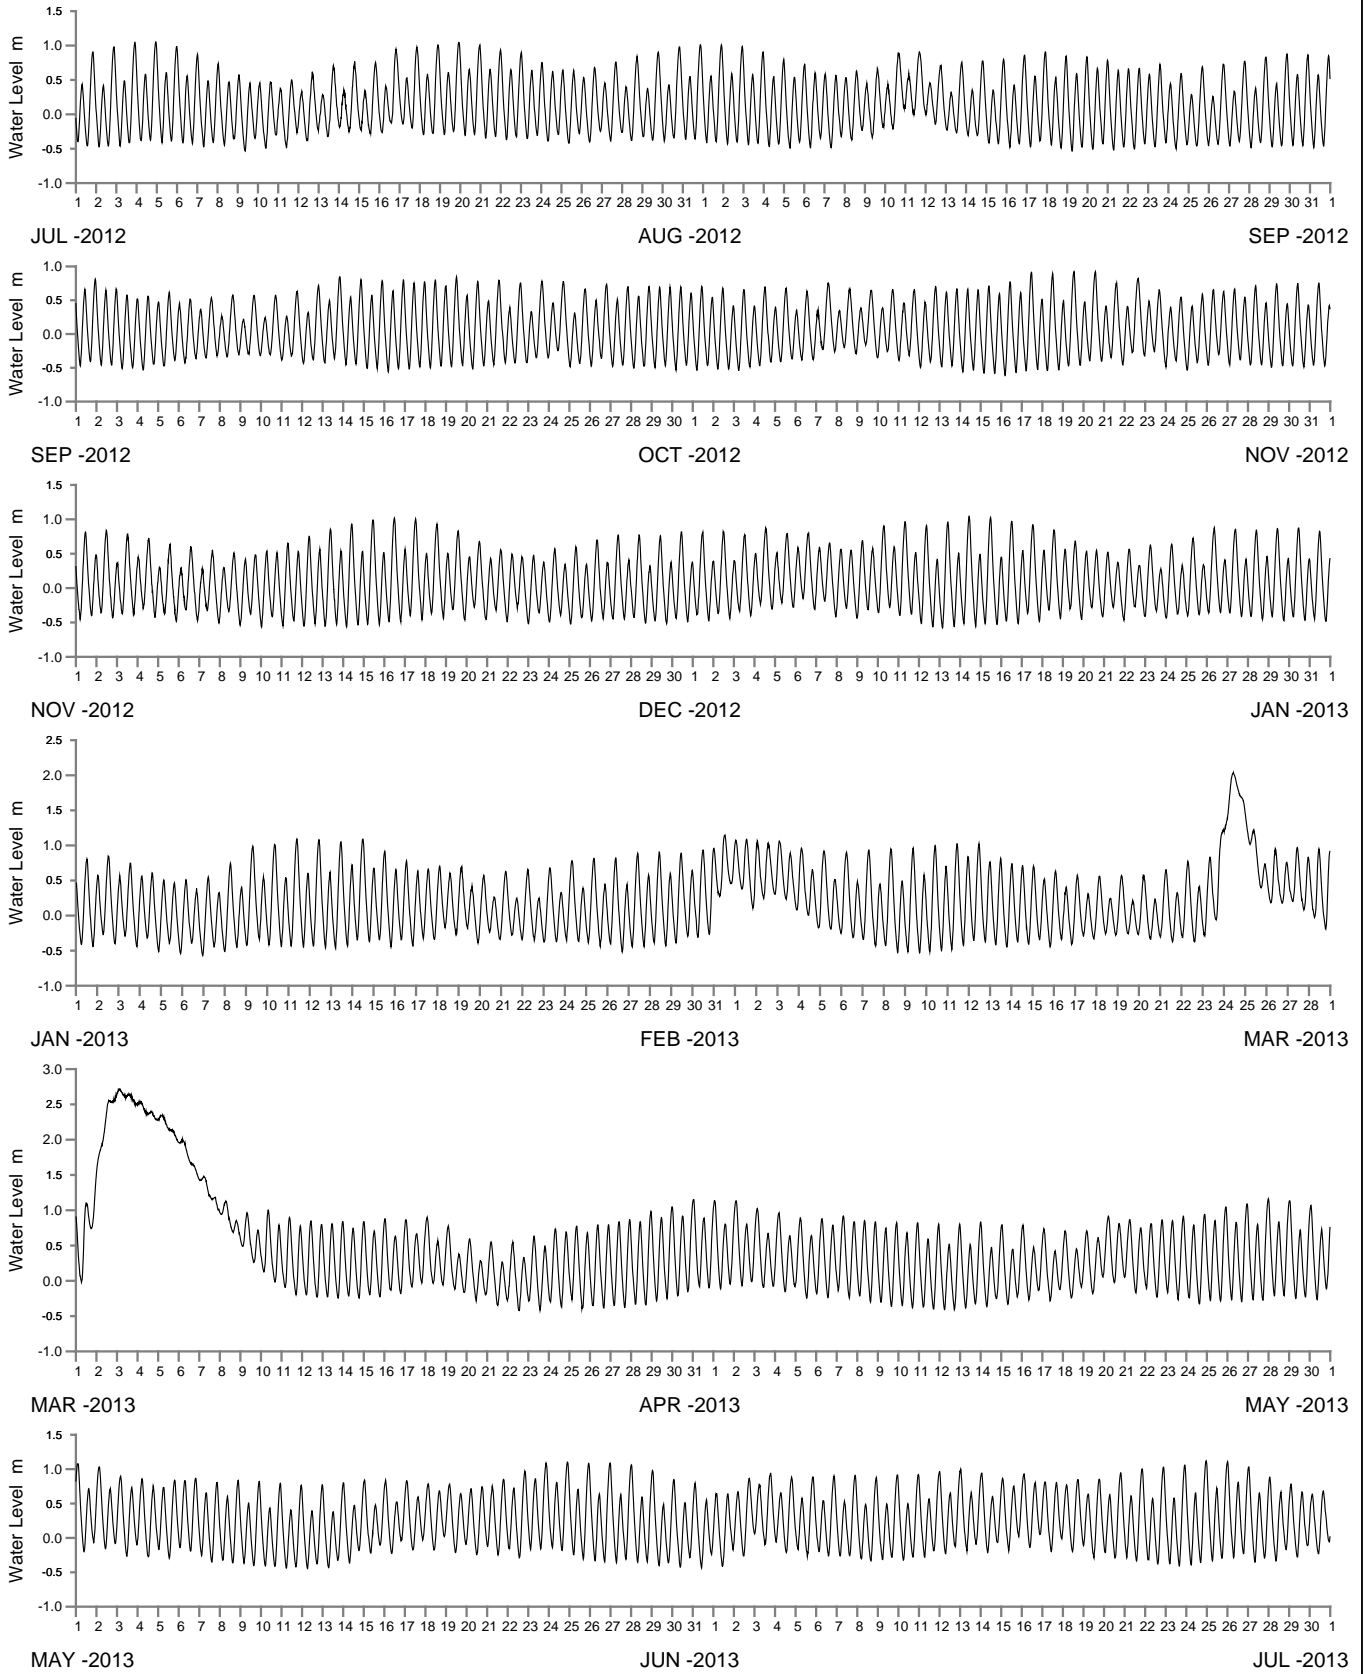 1.5
1.0
0.5
0.0
-0.5
-1.0
Water Level m
1 2 3 4 5 6 7 8 9 10 11 12 13 14 15 16 17 18 19 20 21 22 23 24 25 26 27 28 29 30 31 1 2 3 4 5 6 7 8 9 10 11 12 13 14 15 16 17 18 19 20 21 22 23 24 25 26 27 28 29 30 31 1
JUL -2012 AUG -2012 SEP -2012
1.0
0.5
0.0
-0.5
-1.0
Water Level m
1 2 3 4 5 6 7 8 9 10 11 12 13 14 15 16 17 18 19 20 21 22 23 24 25 26 27 28 29 30 1 2 3 4 5 6 7 8 9 10 11 12 13 14 15 16 17 18 19 20 21 22 23 24 25 26 27 28 29 30 31 1
SEP -2012 OCT -2012 NOV -2012
1.5
1.0
0.5
0.0
-0.5
-1.0
Water Level m
1 2 3 4 5 6 7 8 9 10 11 12 13 14 15 16 17 18 19 20 21 22 23 24 25 26 27 28 29 30 1 2 3 4 5 6 7 8 9 10 11 12 13 14 15 16 17 18 19 20 21 22 23 24 25 26 27 28 29 30 31 1
NOV -2012 DEC -2012 JAN -2013
2.5
2.0
1.5
1.0
0.5
0.0
-0.5
-1.0
Water Level m
1 2 3 4 5 6 7 8 9 10 11 12 13 14 15 16 17 18 19 20 21 22 23 24 25 26 27 28 29 30 31 1 2 3 4 5 6 7 8 9 10 11 12 13 14 15 16 17 18 19 20 21 22 23 24 25 26 27 28 1
JAN -2013 FEB -2013 MAR -2013
3.0
2.5
2.0
1.5
1.0
0.5
0.0
-0.5
-1.0
Water Level m
1 2 3 4 5 6 7 8 9 10 11 12 13 14 15 16 17 18 19 20 21 22 23 24 25 26 27 28 29 30 31 1 2 3 4 5 6 7 8 9 10 11 12 13 14 15 16 17 18 19 20 21 22 23 24 25 26 27 28 29 30 1
MAR -2013 APR -2013 MAY -2013
1.5
1.0
0.5
0.0
-0.5
-1.0
Water Level m
1 2 3 4 5 6 7 8 9 10 11 12 13 14 15 16 17 18 19 20 21 22 23 24 25 26 27 28 29 30 31 1 2 3 4 5 6 7 8 9 10 11 12 13 14 15 16 17 18 19 20 21 22 23 24 25 26 27 28 29 30 1
MAY -2013 JUN -2013 JUL -2013